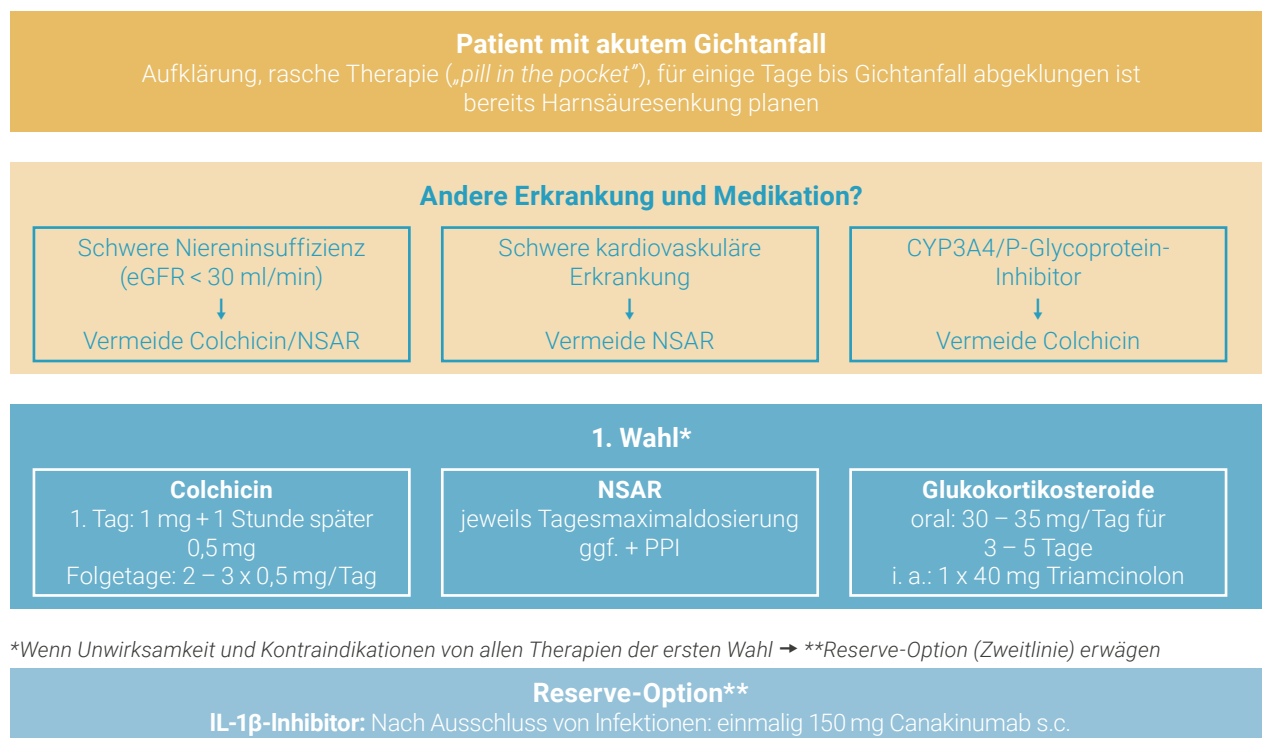 Patient mit akutem Gichtanfall
Aufklärung, rasche Therapie („pill in the pocket“), für einige Tage bis Gichtanfall abgeklungen ist
bereits Harnsäuresenkung planen
Andere Erkrankung und Medikation?
Schwere Niereninsuffizienz
(eGFR < 30 ml/min)
↓
Vermeide Colchicin/NSAR
Schwere kardiovaskuläre
Erkrankung
↓
Vermeide NSAR
CYP3A4/P-Glycoprotein-
Inhibitor
↓
Vermeide Colchicin
1. Wahl*
Colchicin
1. Tag: 1 mg + 1 Stunde später
0,5 mg
Folgetage: 2 – 3 x 0,5 mg/Tag
NSAR
jeweils Tagesmaximaldosierung
ggf. + PPI
Glukokortikosteroide
oral: 30 – 35 mg/Tag für
3 – 5 Tage
i. a.: 1 x 40 mg Triamcinolon
*Wenn Unwirksamkeit und Kontraindikationen von allen Therapien der ersten Wahl → **Reserve-Option (Zweitlinie) erwägen
Reserve-Option**
IL-1β-Inhibitor: Nach Ausschluss von Infektionen: einmalig 150 mg Canakinumab s.c.